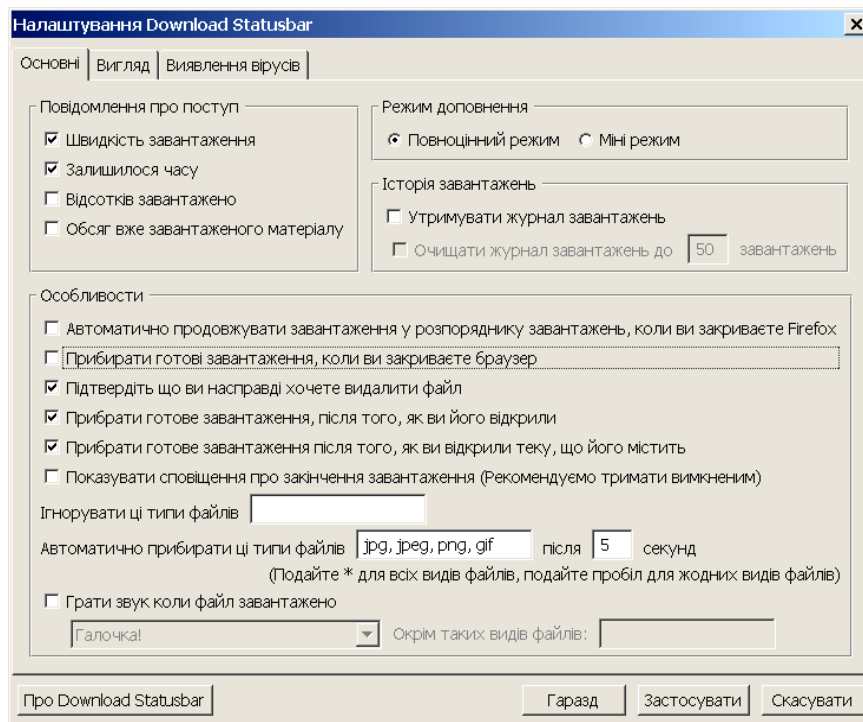 Налаштування Download Statusbar
Основні
Вигляд
Виявлення вірусів
Повідомлення про поступ
Швидкість завантаження
Залишилося часу
Відсотків завантажено
Обсяг вже завантаженого матеріалу
Режим доповнення
Повноцінний режим
Міні режим
Історія завантажень
Утримувати журнал завантажень
Очищати журнал завантажень до 50 завантажень
Особливости
Автоматично продовжувати завантаження у розпоряднику завантажень, коли ви закриваєте Firefox
Прибирати готові завантаження, коли ви закриваєте браузер
Підтвердіть що ви насправді хочете видалити файл
Прибрати готове завантаження, після того, як ви його відкрили
Прибрати готове завантаження після того, як ви відкрили теку, що його містить
Показувати сповіщення про закінчення завантаження (Рекомендуємо тримати вимкненим)
Ігнорувати ці типи файлів
Автоматично прибирати ці типи файлів jpg, jpeg, png, gif після 5 секунд
(Подайте * для всіх видів файлів, подайте пробіл для жодних видів файлів)
Грати звук коли файл завантажено
Галочка! Окрім таких видів файлів:
Про Download Statusbar
Гаразд
Застосувати
Скасувати